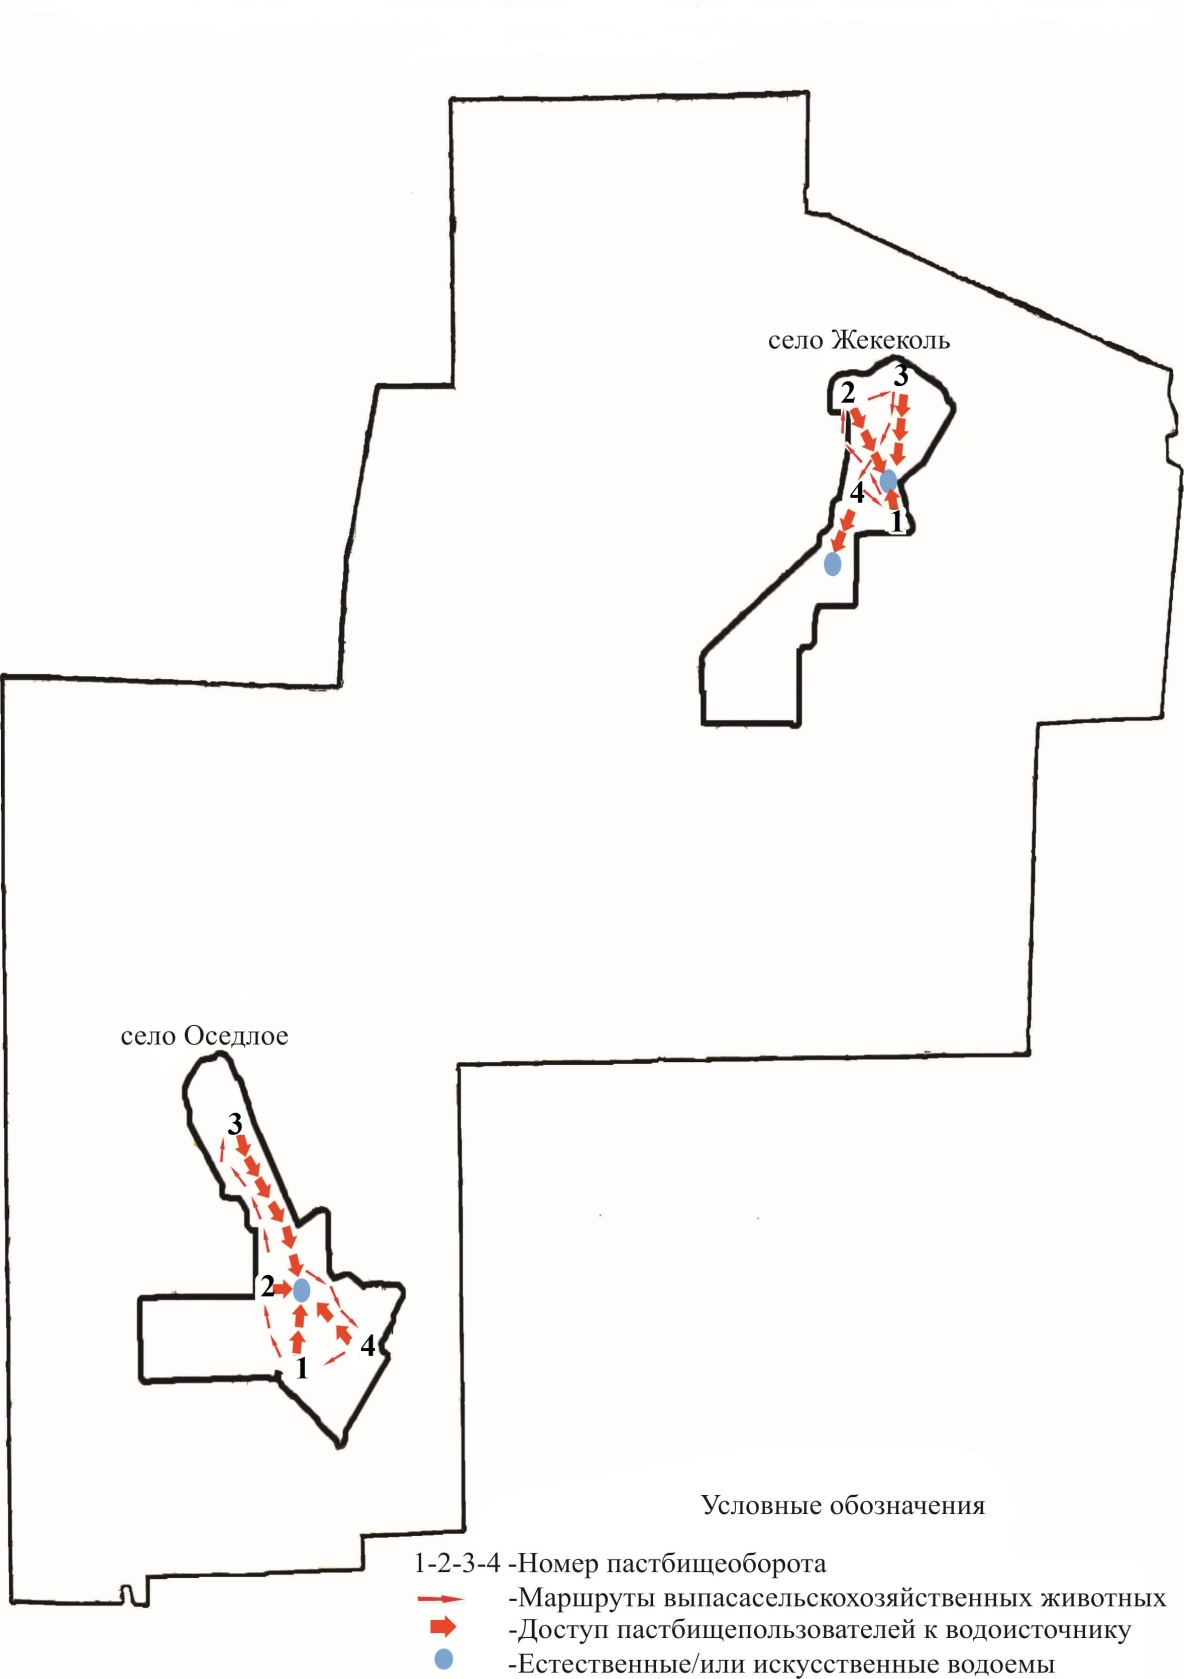 село Жекеколь
2
3
4
1
село Оседлое
3
2
4
1
Условные обозначения
1-2-3-4 -Номер пастбищеоборота
-Маршруты выпасасельскохозяйственных животных
-Доступ пастбищепользователей к водоисточнику
-Естественные/или искусственные водоемы